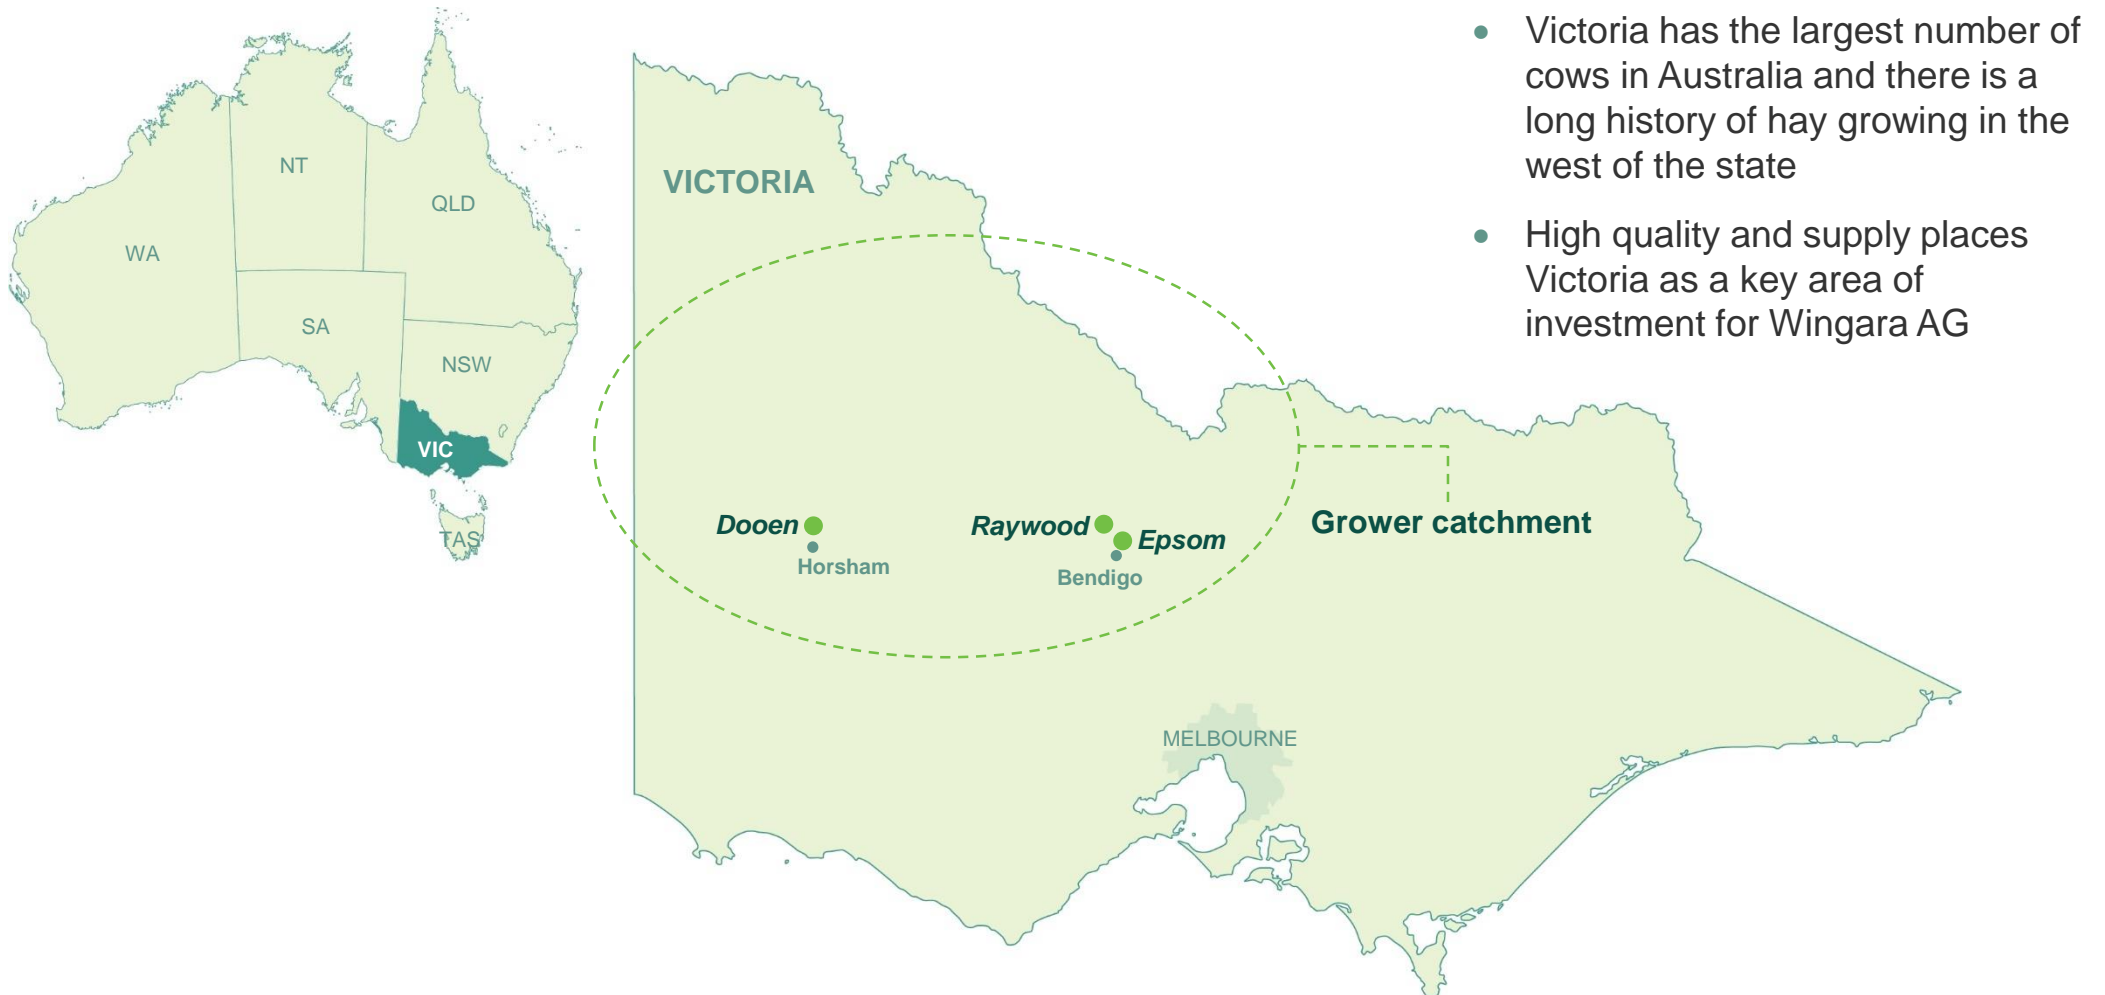 Victoria has the largest number of
cows in Australia and there is a
long history of hay growing in the
west of the state
High quality and supply places
Victoria as a key area of
investment for Wingara AG
NT
QLD
WA
SA
NSW
VIC
TAS
VICTORIA
Dooen
Horsham
Raywood
Epsom
Bendigo
Grower catchment
MELBOURNE